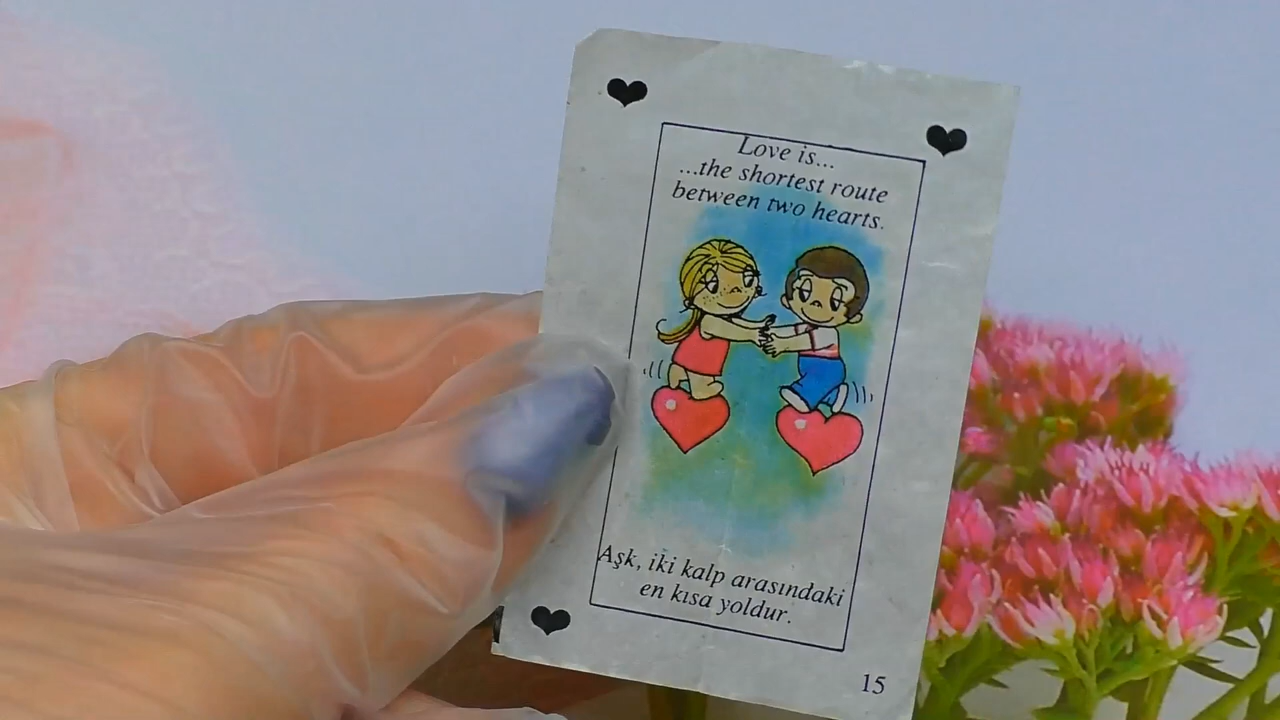 Love is...
...the shortest route
between two hearts.
Aşk, iki kalp arasındaki
en kısa yoldur.
15